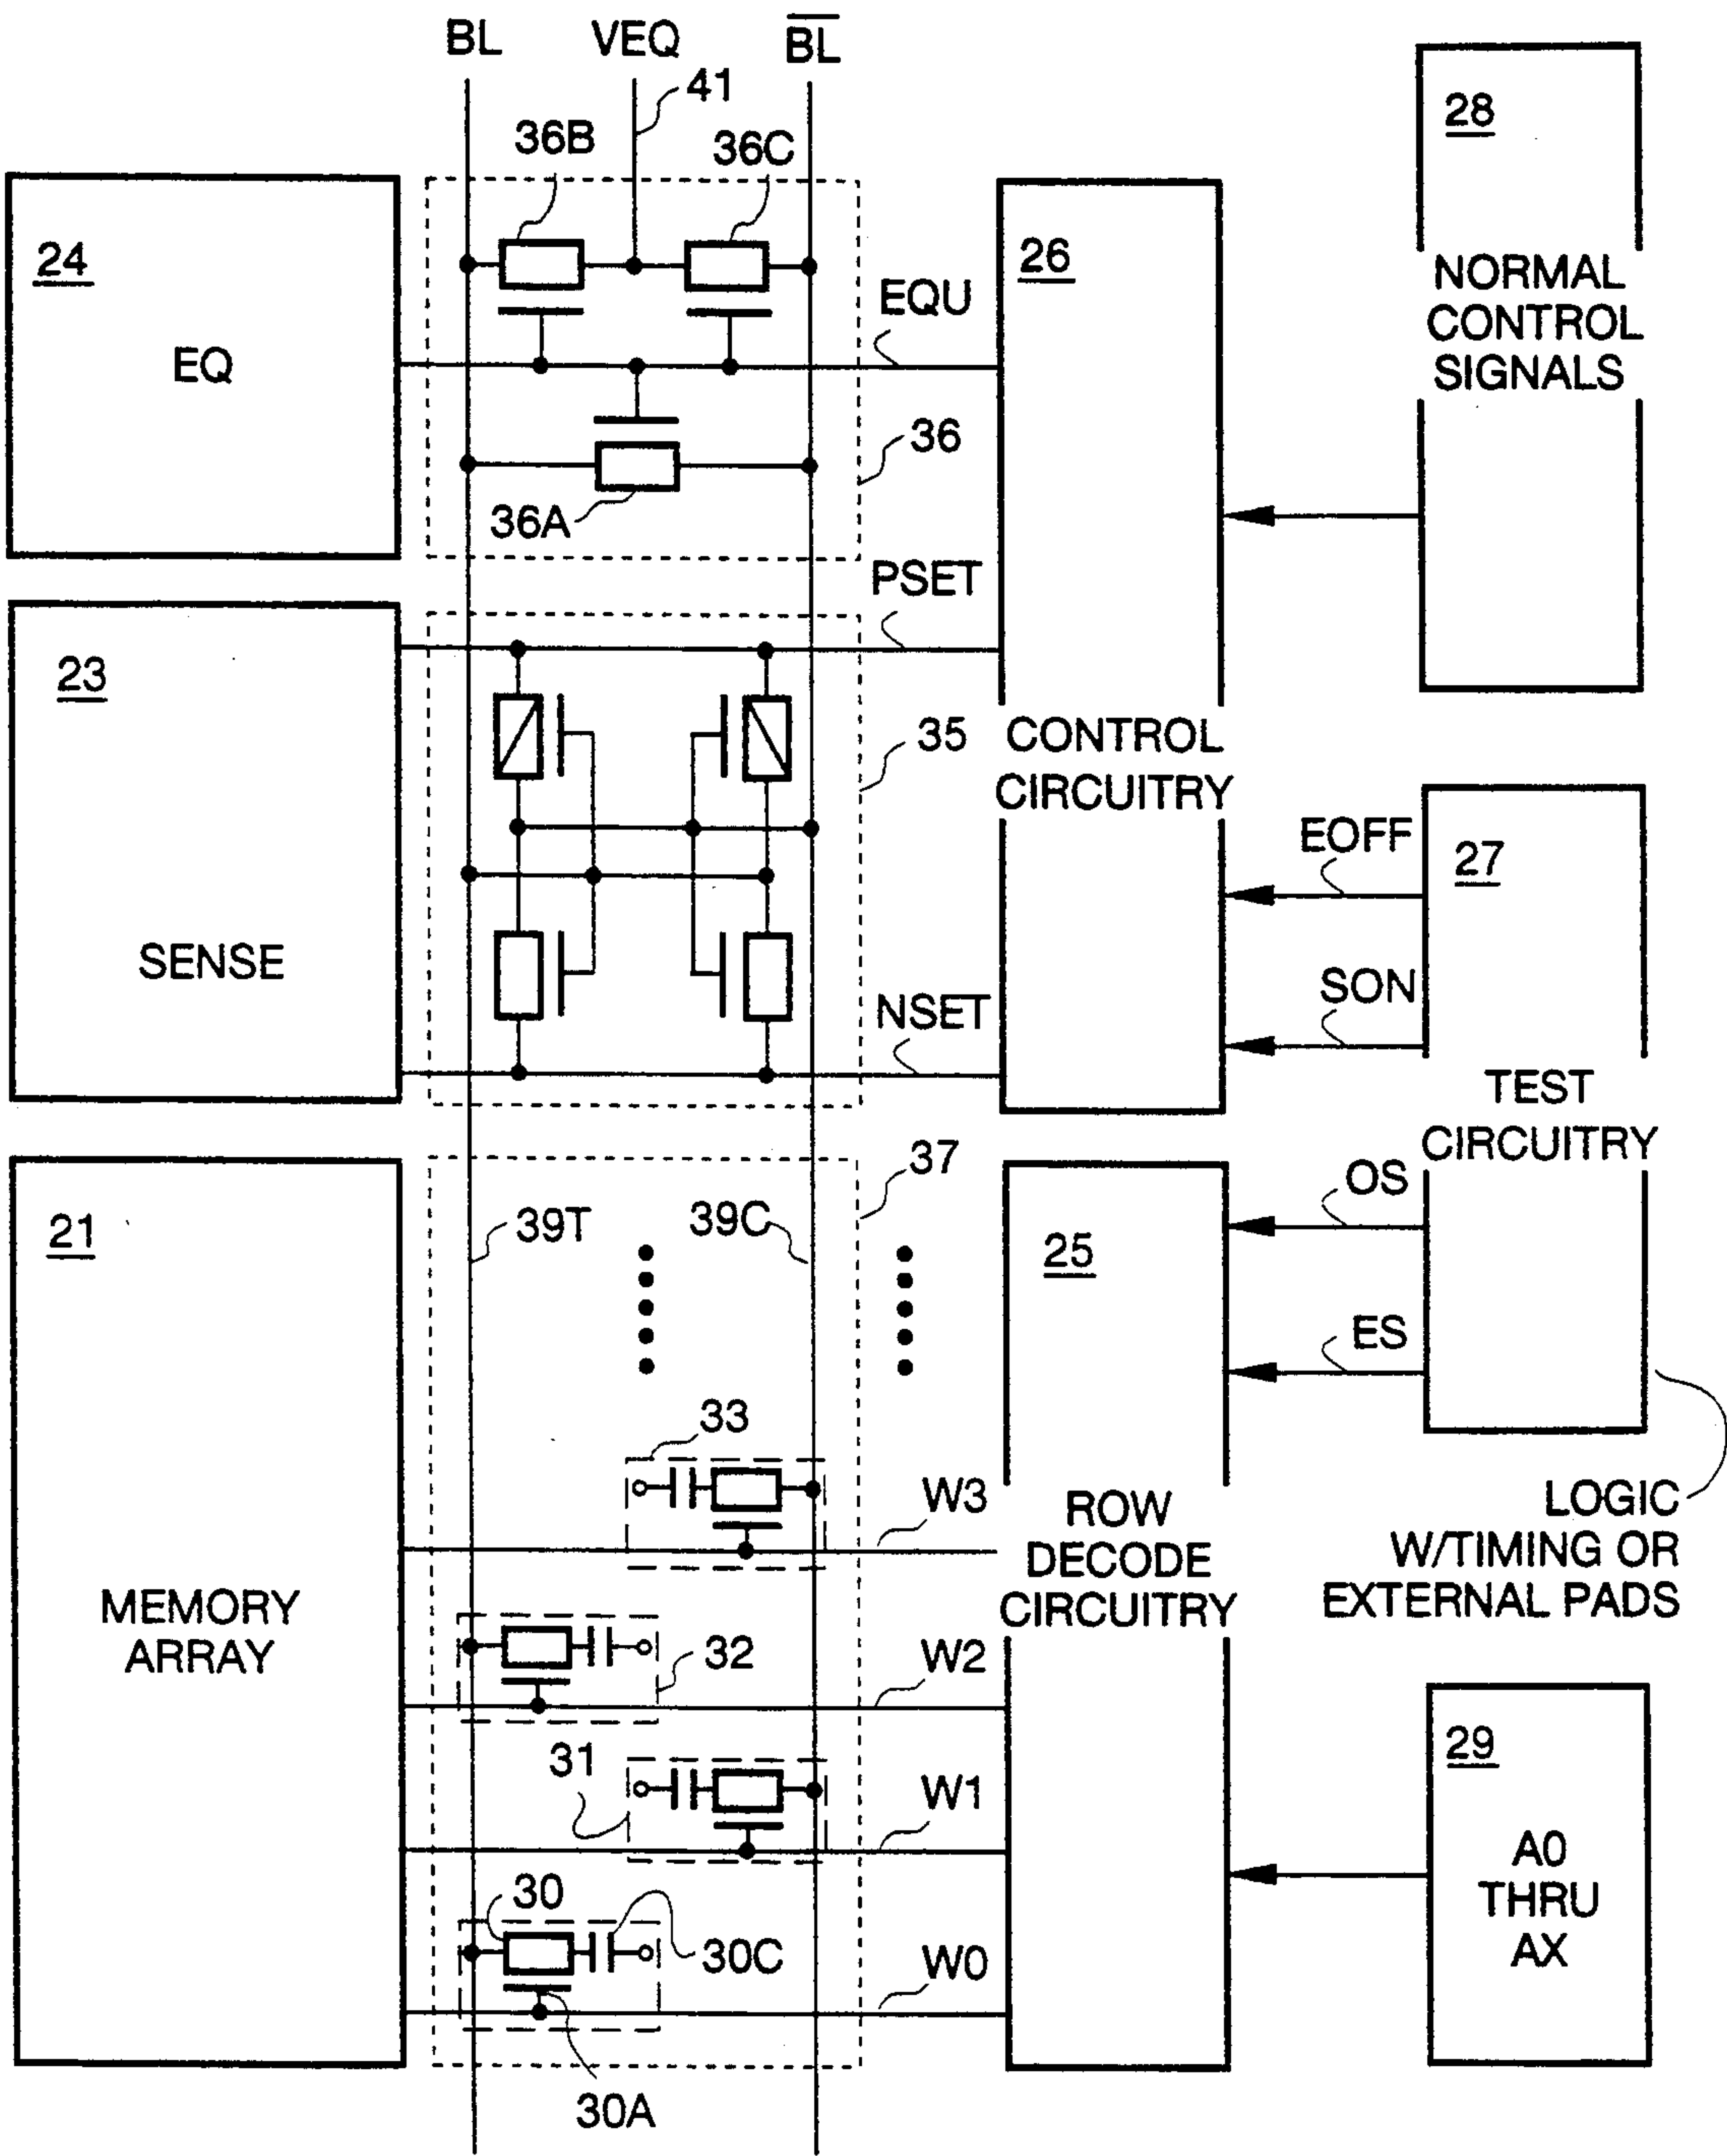 BL VEQ B̅L̅
41
36B 36C
28
24
EQ
26
NORMAL
CONTROL
SIGNALS
EQU
36
36A
PSET
23
SENSE
35
CONTROL
CIRCUITRY
EOFF
27
SON
NSET
TEST
CIRCUITRY
37
OS
21
39T 39C
25
ES
33
LOGIC
W/TIMING OR
EXTERNAL PADS
W3
ROW
DECODE
CIRCUITRY
MEMORY
ARRAY
32
W2
31
W1
29
A0
THRU
AX
30
30C
W0
30A